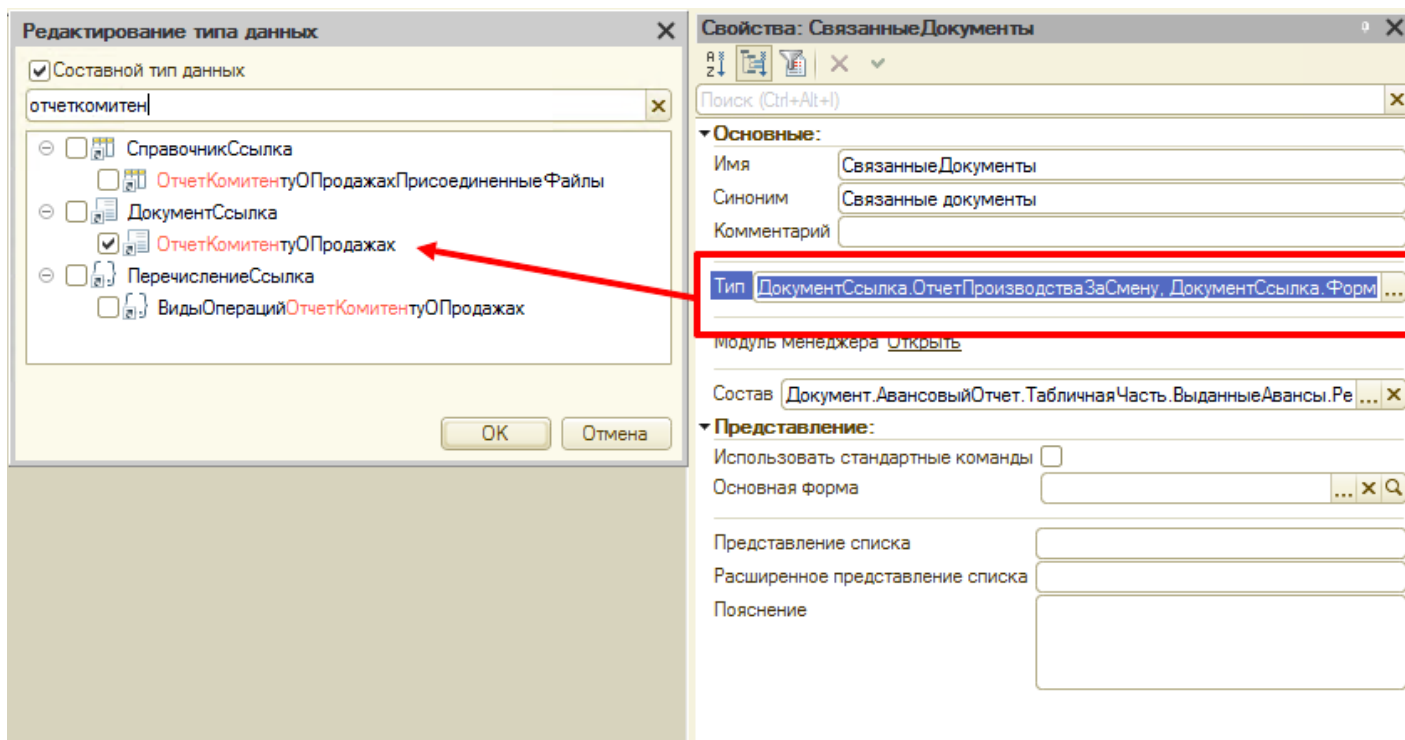 Редактирование типа данных
Составной тип данных
отчеткомитен
СправочникСсылка
ОтчетКомитентуОПродажахПрисоединенныеФайлы
ДокументСсылка
ОтчетКомитентуОПродажах
ПеречислениеСсылка
ВидыОперацийОтчетКомитентуОПродажах
OK
Отмена
Свойства: СвязанныеДокументы
Поиск (Ctrl+Alt+I)
Основные:
Имя СвязанныеДокументы
Синоним Связанные документы
Комментарий
Тип ДокументСсылка.ОтчетПроизводстваЗаСмену, ДокументСсылка.Форм ...
Модуль менеджера Открыть
Состав Документ.АвансовыйОтчет.ТабличнаяЧасть.ВыданныеАвансы.Ре ...
Представление:
Использовать стандартные команды
Основная форма ...
Представление списка
Расширенное представление списка
Пояснение